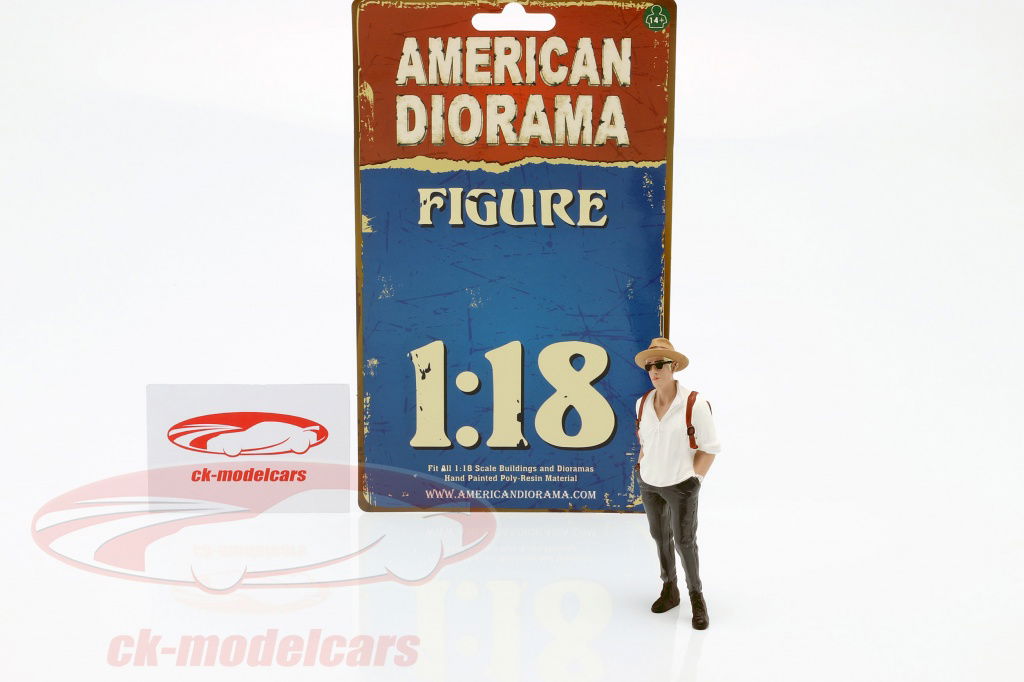 14+
AMERICAN
DIORAMA
FIGURE
1:18
Fit All 1:18 Scale Buildings and Dioramas
Hand Painted Poly-Resin Material
WWW.AMERICANDIORAMA.COM
ck-modelcars
ck-modelcars